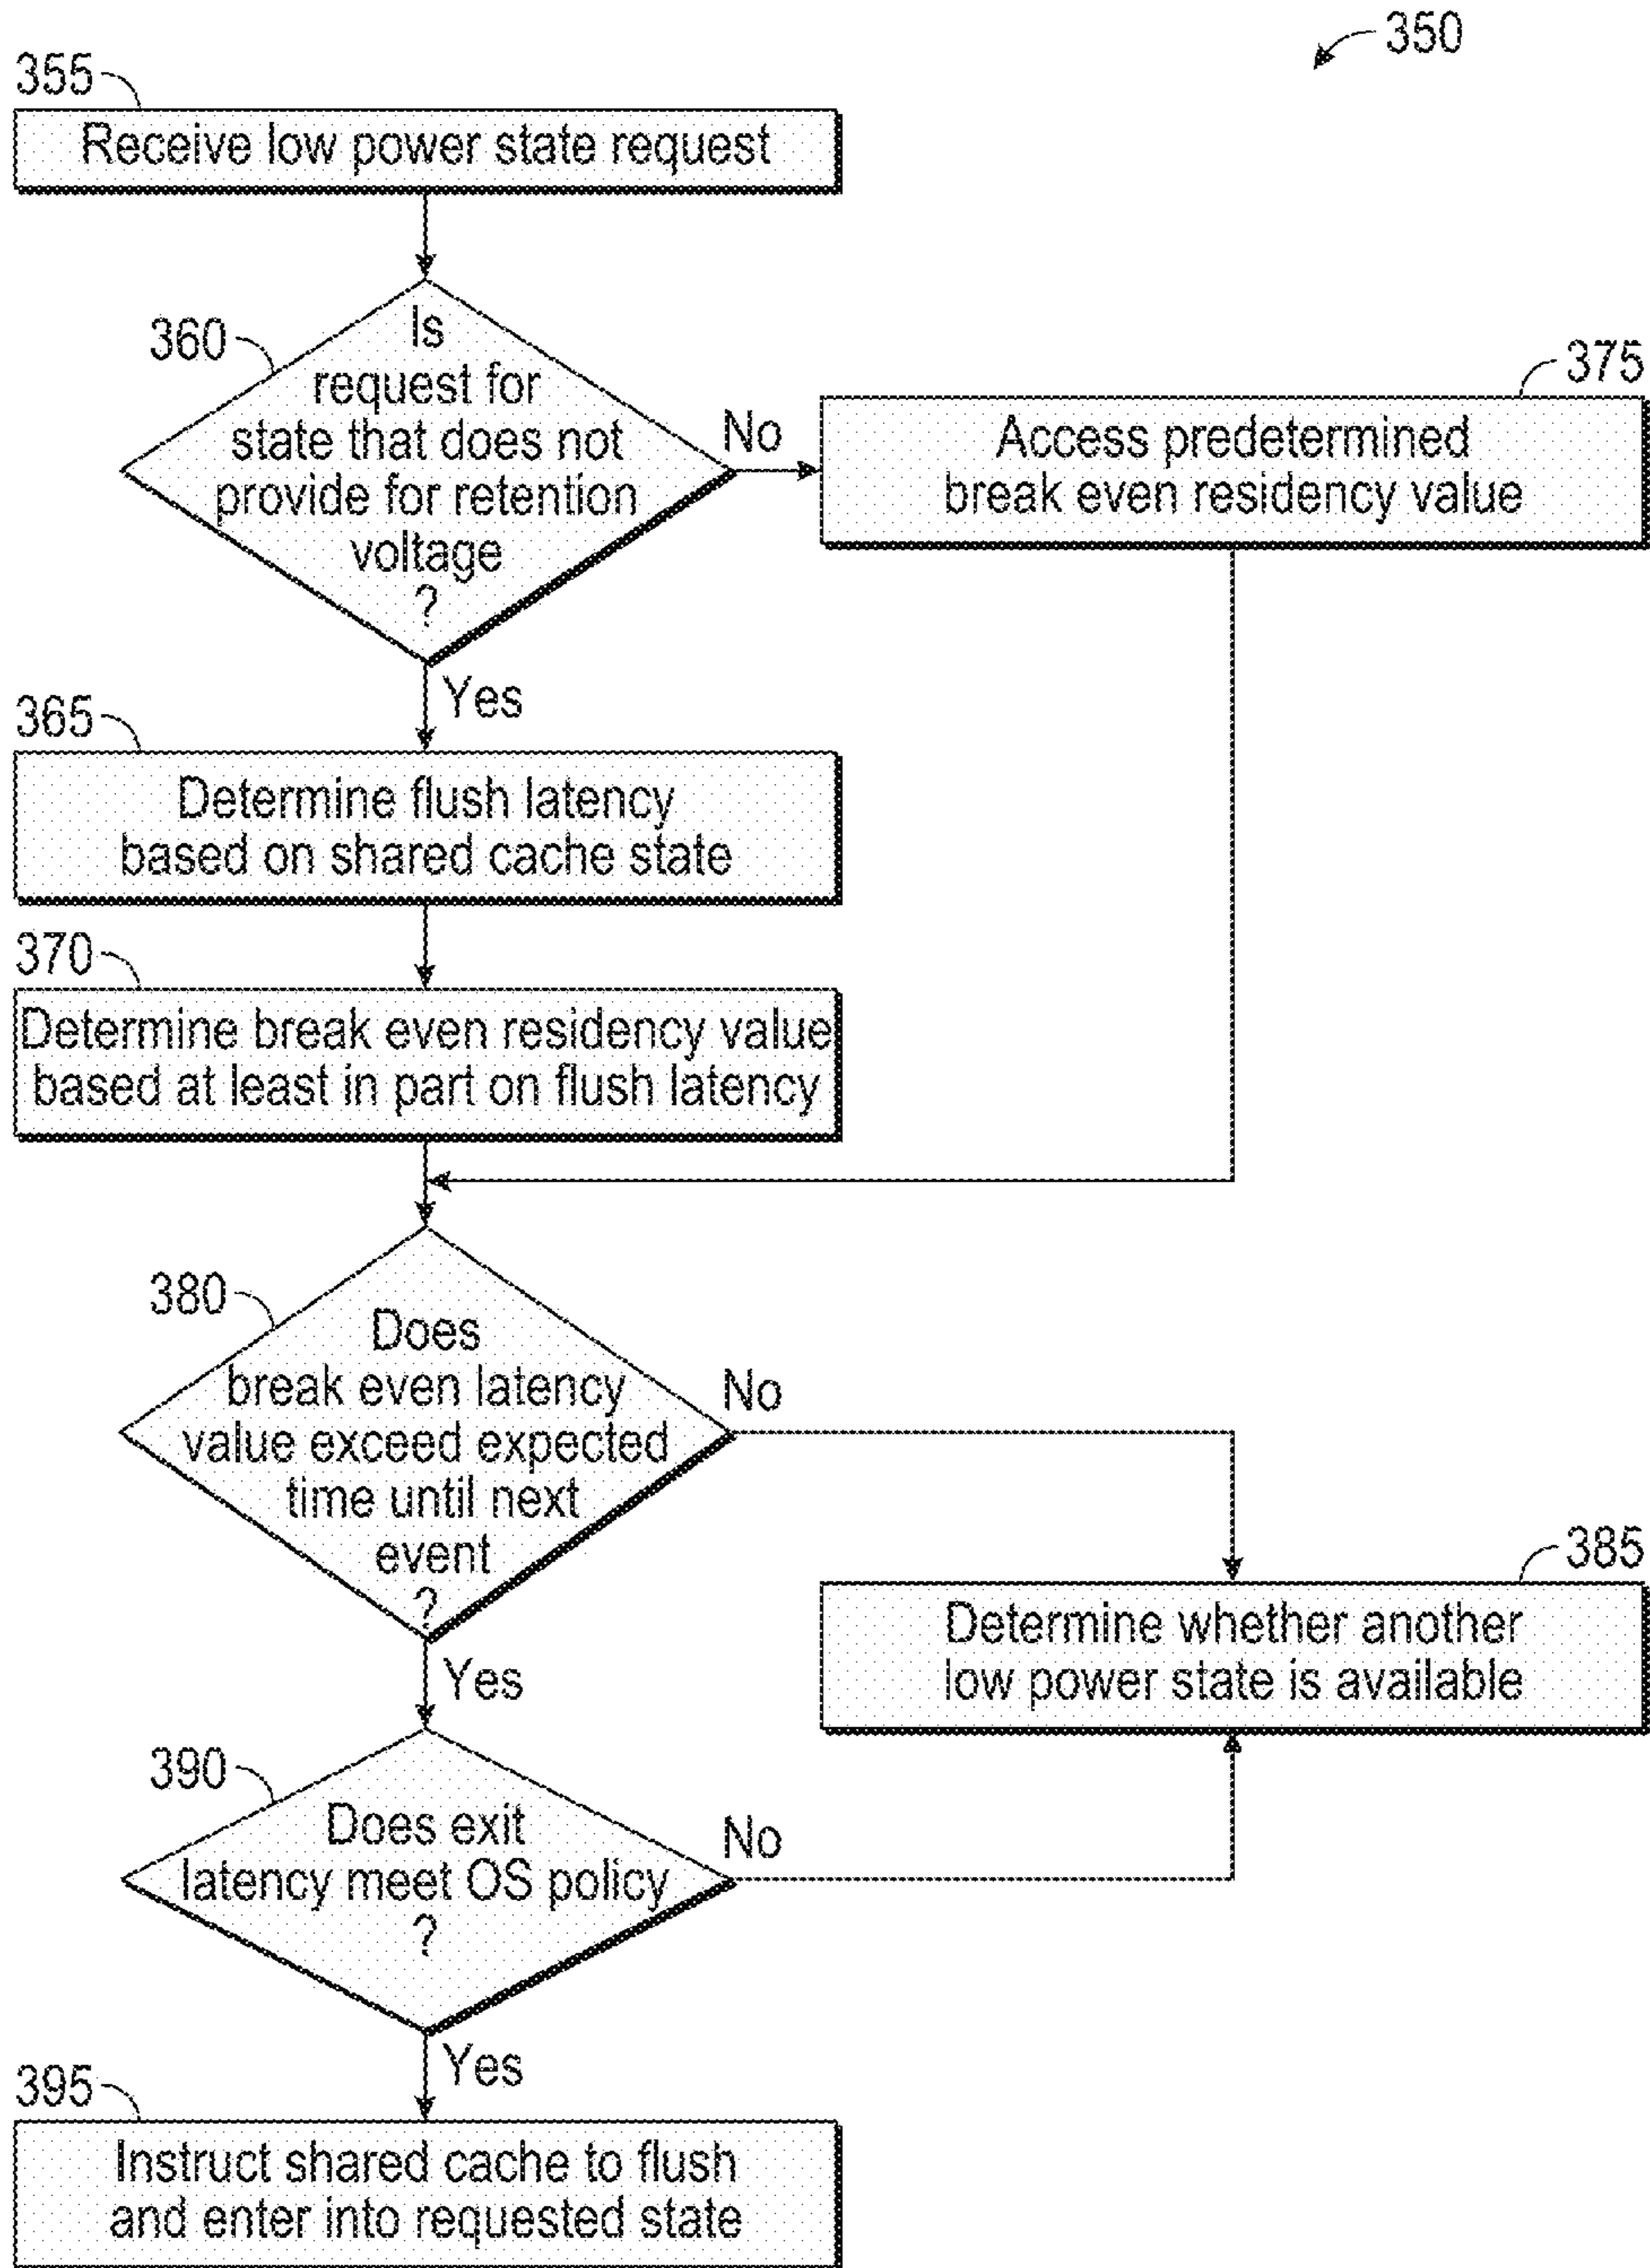 350
355
Receive low power state request
360
Is
request for
state that does not
provide for retention
voltage
?
No
375
Access predetermined
break even residency value
Yes
365
Determine flush latency
based on shared cache state
370
Determine break even residency value
based at least in part on flush latency
380
Does
break even latency
value exceed expected
time until next
event
?
No
385
Determine whether another
low power state is available
Yes
390
Does exit
latency meet OS policy
?
No
Yes
395
Instruct shared cache to flush
and enter into requested state